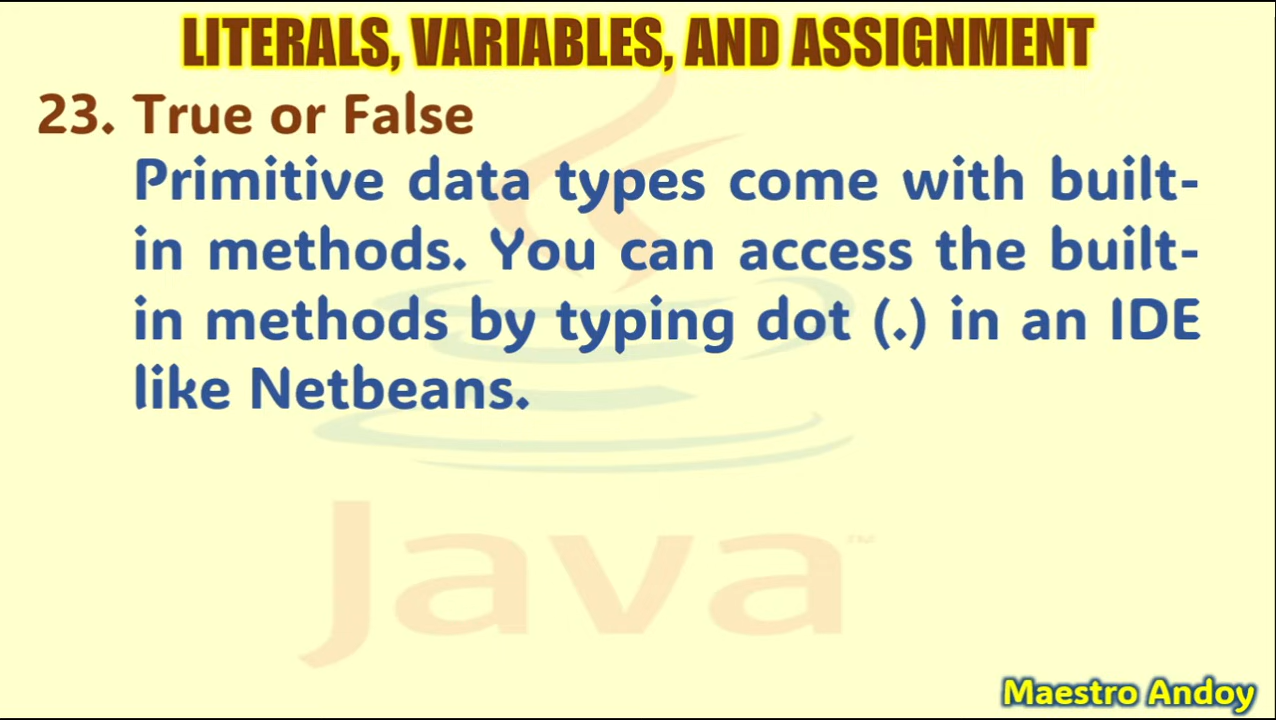 LITERALS, VARIABLES, AND ASSIGNMENT
23. True or False
Primitive data types come with built-
in methods. You can access the built-
in methods by typing dot (.) in an IDE
like Netbeans.
Java™
Maestro Andoy